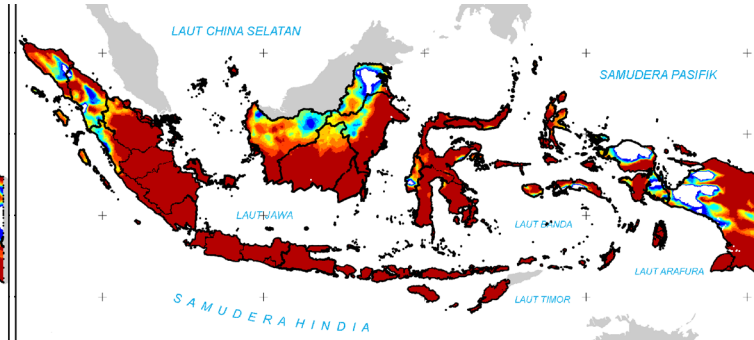 LAUT CHINA SELATAN
SAMUDERA PASIFIK
LAUT JAWA
LAUT BANDA
LAUT ARAFURA
LAUT TIMOR
SAMUDERA HINDIA